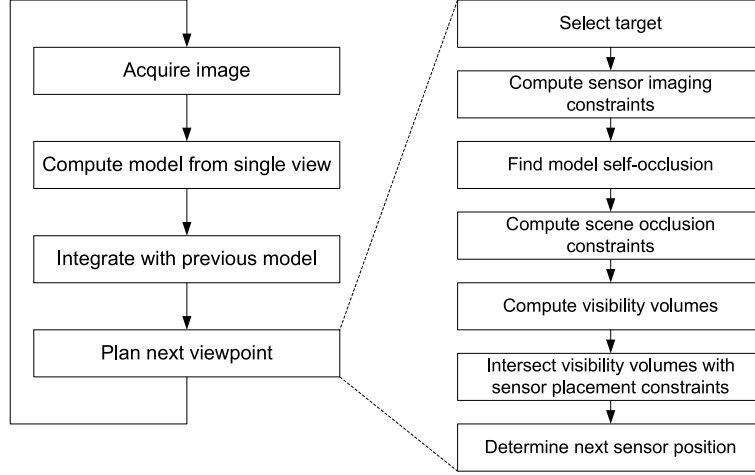 Acquire image
Compute model from single view
Integrate with previous model
Plan next viewpoint
Select target
Compute sensor imaging
constraints
Find model self-occlusion
Compute scene occlusion
constraints
Compute visibility volumes
Intersect visibility volumes with
sensor placement constraints
Determine next sensor position